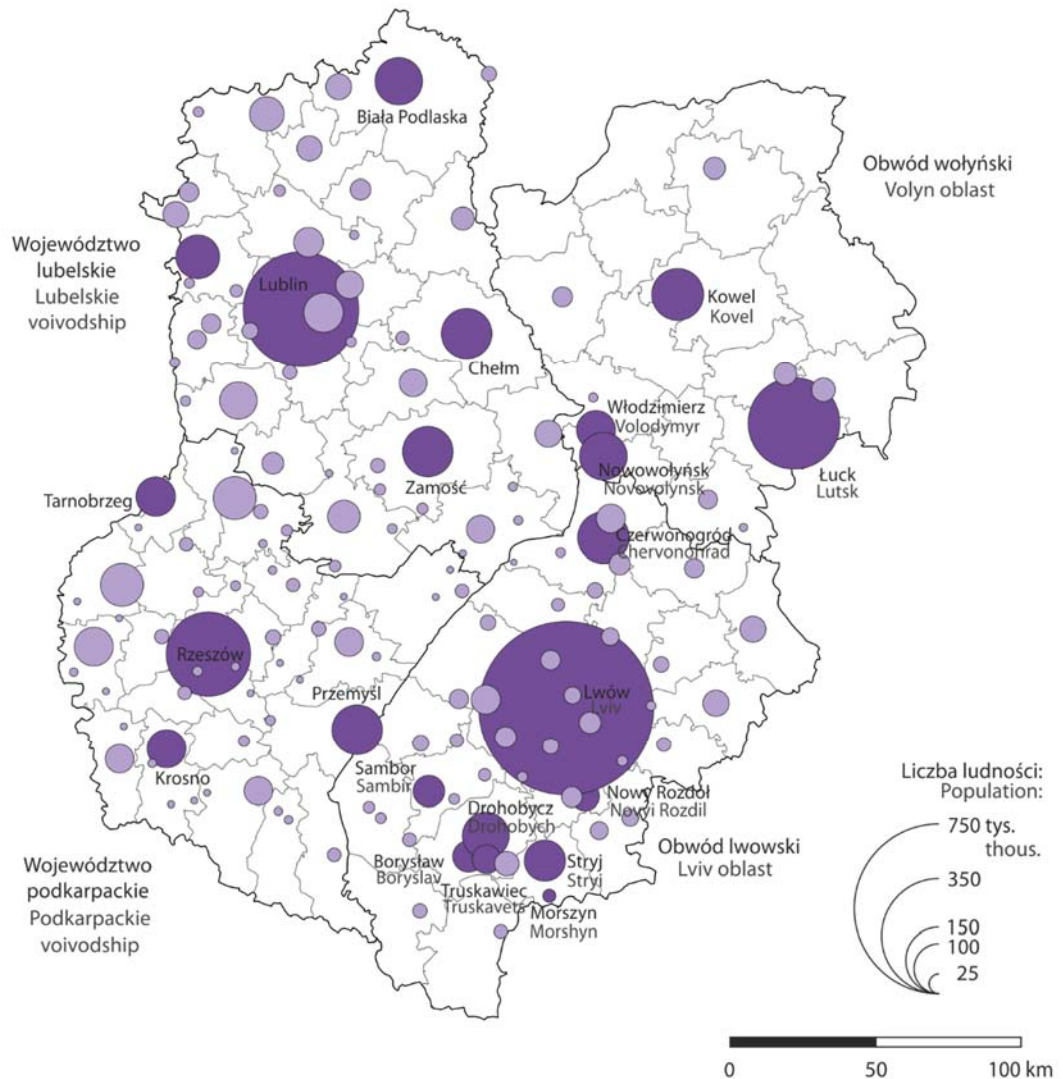 Biała Podlaska
Obwód wołyński
Volyn oblast
Województwo
lubelskie
Lubelskie
voivodship
Lublin
Kowel
Kovel
Chełm
Włodzimierz
Volodymyr
Nowowołyńsk
Novovolynsk
Łuck
Lutsk
Tarnobrzeg
Zamość
Czerwonogród
Chervonohrad
Rzeszów
Przemyśl
Lwów
Lviv
Krosno
Sambor
Sambir
Nowy Rozdół
Novyi Rozdil
Drohobycz
Drohobych
Borysław
Boryslav
Stryj
Stryj
Truskawiec
Truskavets
Morszyn
Morshyn
Obwód lwowski
Lviv oblast
Województwo
podkarpackie
Podkarpackie
voivodship
Liczba ludności:
Population:
750 tys.
thous.
350
150
100
25
0 50 100 km